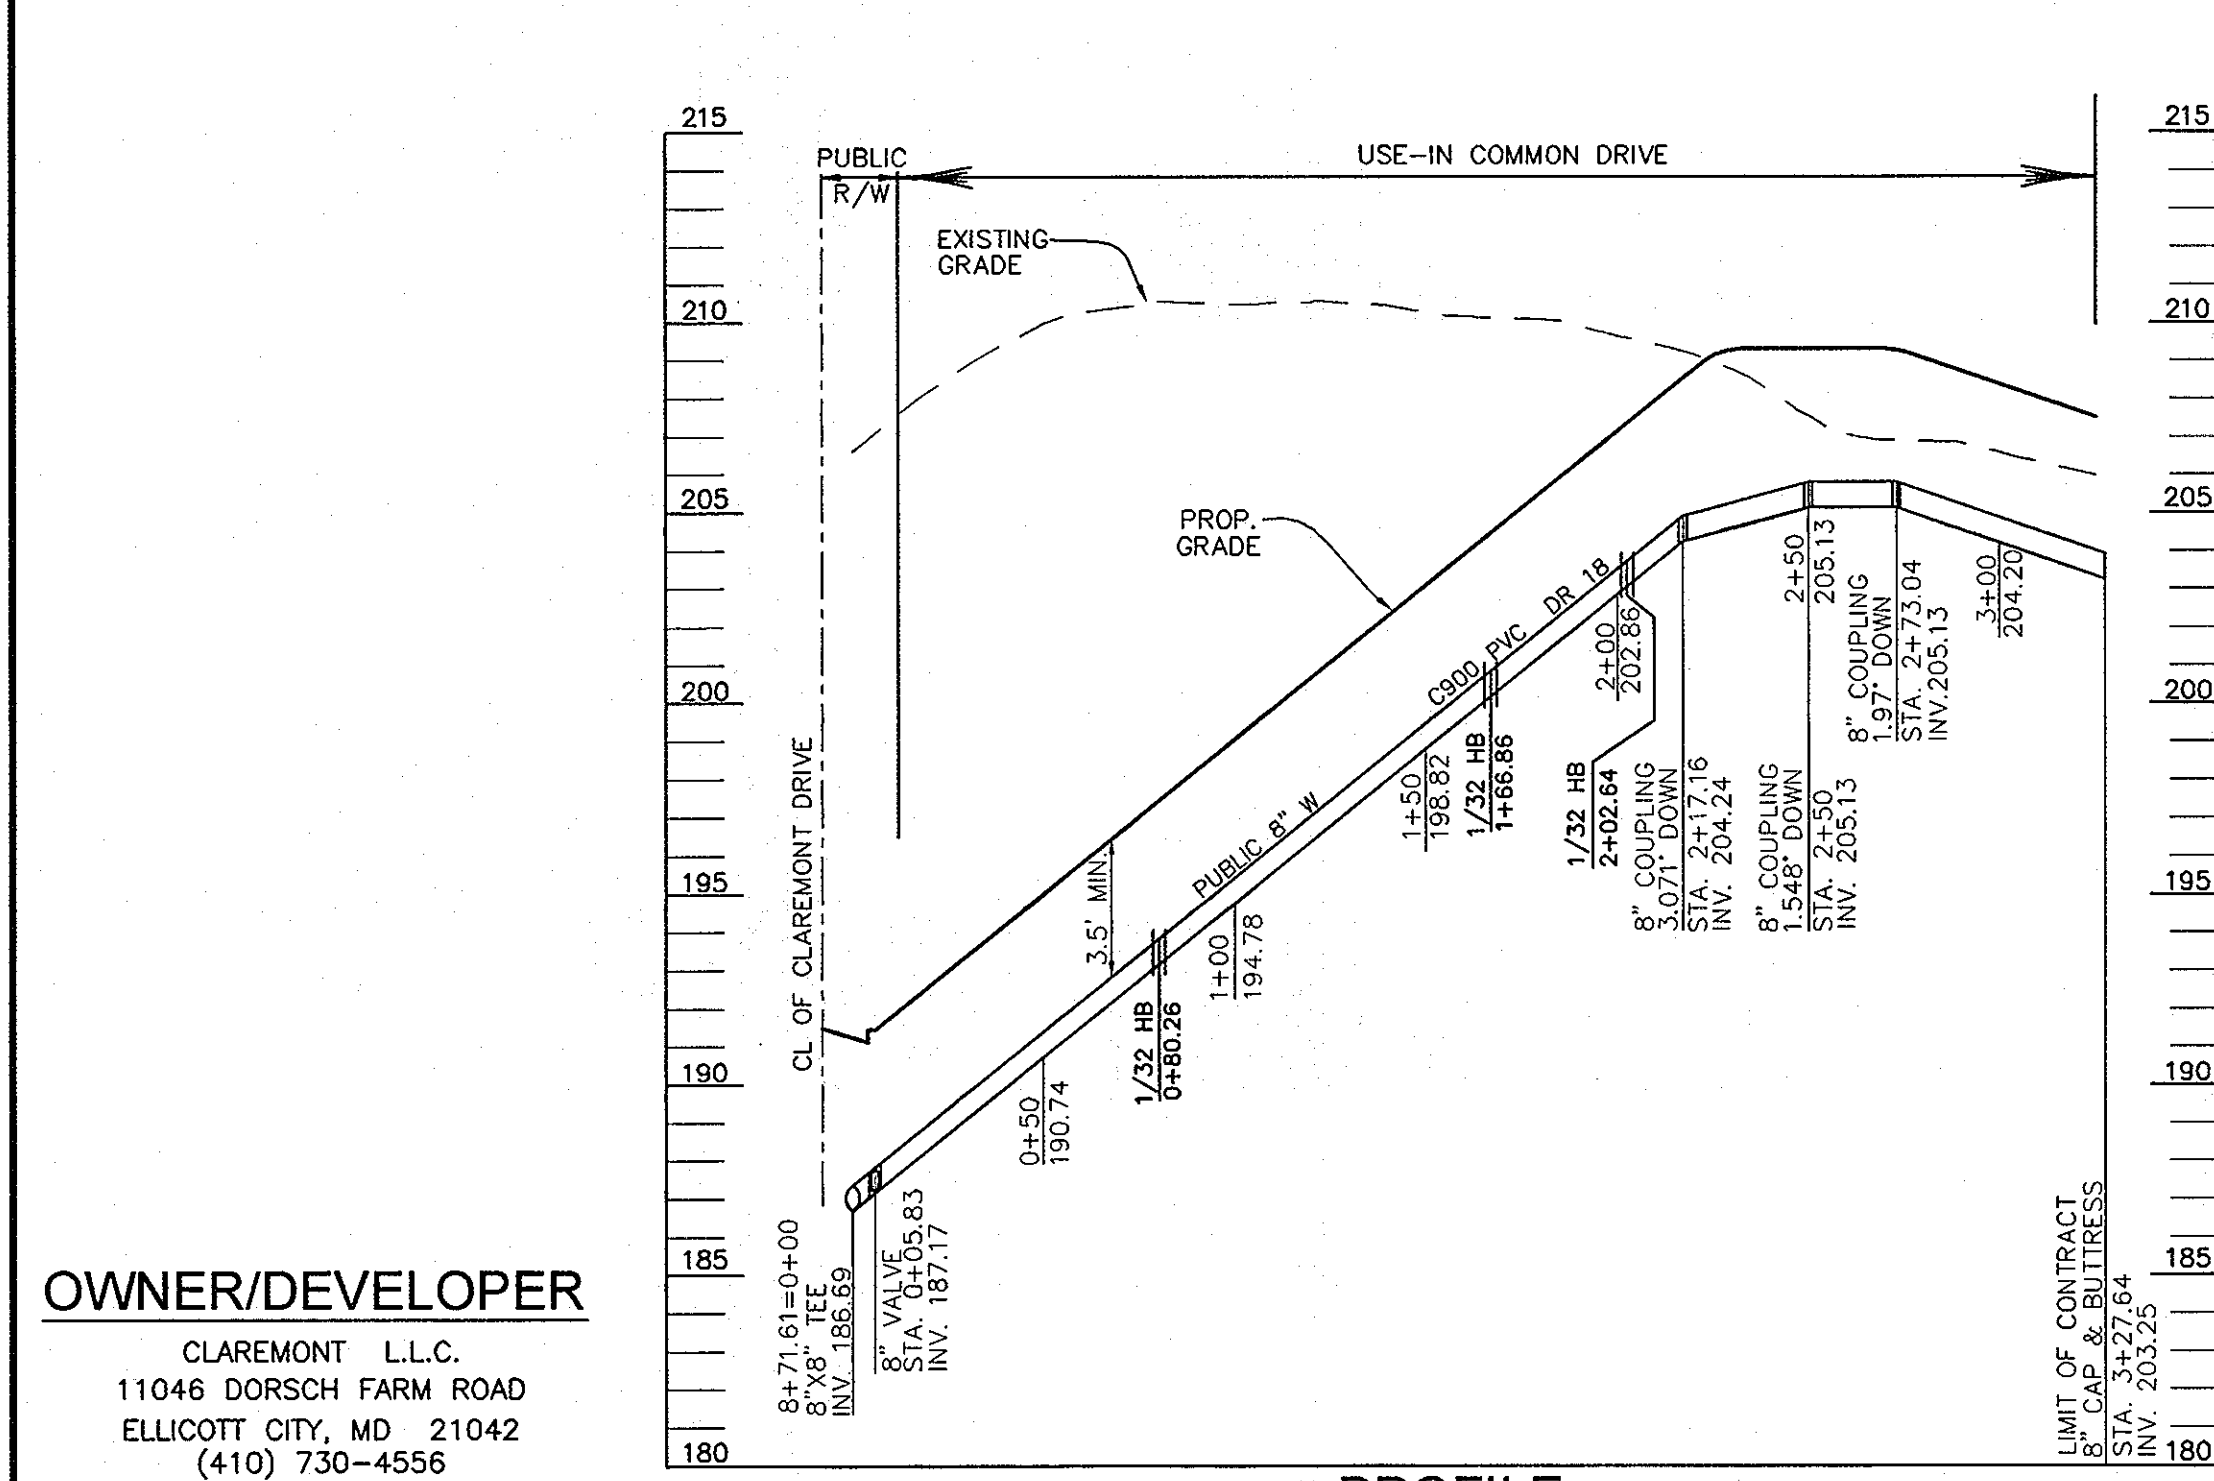 215
215
PUBLIC
R/W
USE-IN COMMON DRIVE
EXISTING
GRADE
210
210
205
205
PROP.
GRADE
200
200
195
195
190
190
185
185
180
180
CL OF CLAREMONT DRIVE
3.5' MIN.
PUBLIC 8" W
C900 PVC DR 18
8+71.61=0+00
8"X8" TEE
INV. 186.69
8" VALVE
STA. 0+05.83
INV. 187.17
0+50
190.74
1/32 HB
0+80.26
1+00
194.78
1+50
198.82
1/32 HB
1+66.86
2+00
202.86
1/32 HB
2+02.64
8" COUPLING
3.071° DOWN
STA. 2+17.16
INV. 204.24
2+50
205.13
8" COUPLING
1.548° DOWN
STA. 2+50
INV. 205.13
8" COUPLING
1.97° DOWN
STA. 2+73.04
INV.205.13
3+00
204.20
LIMIT OF CONTRACT
8" CAP & BUTTRESS
STA. 3+27.64
INV. 203.25
OWNER/DEVELOPER
CLAREMONT L.L.C.
11046 DORSCH FARM ROAD
ELLICOTT CITY, MD 21042
(410) 730-4556
PROFILE